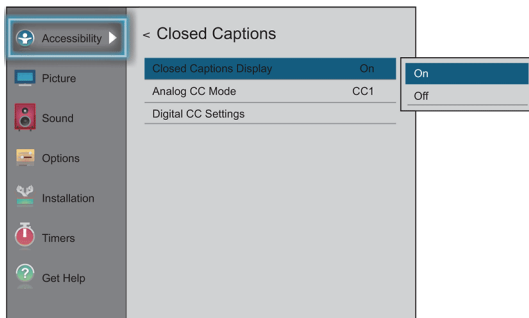 Accessibility
Picture
Sound
Options
Installation
Timers
Get Help
< Closed Captions
Closed Captions Display On
Analog CC Mode CC1
Digital CC Settings
On
Off